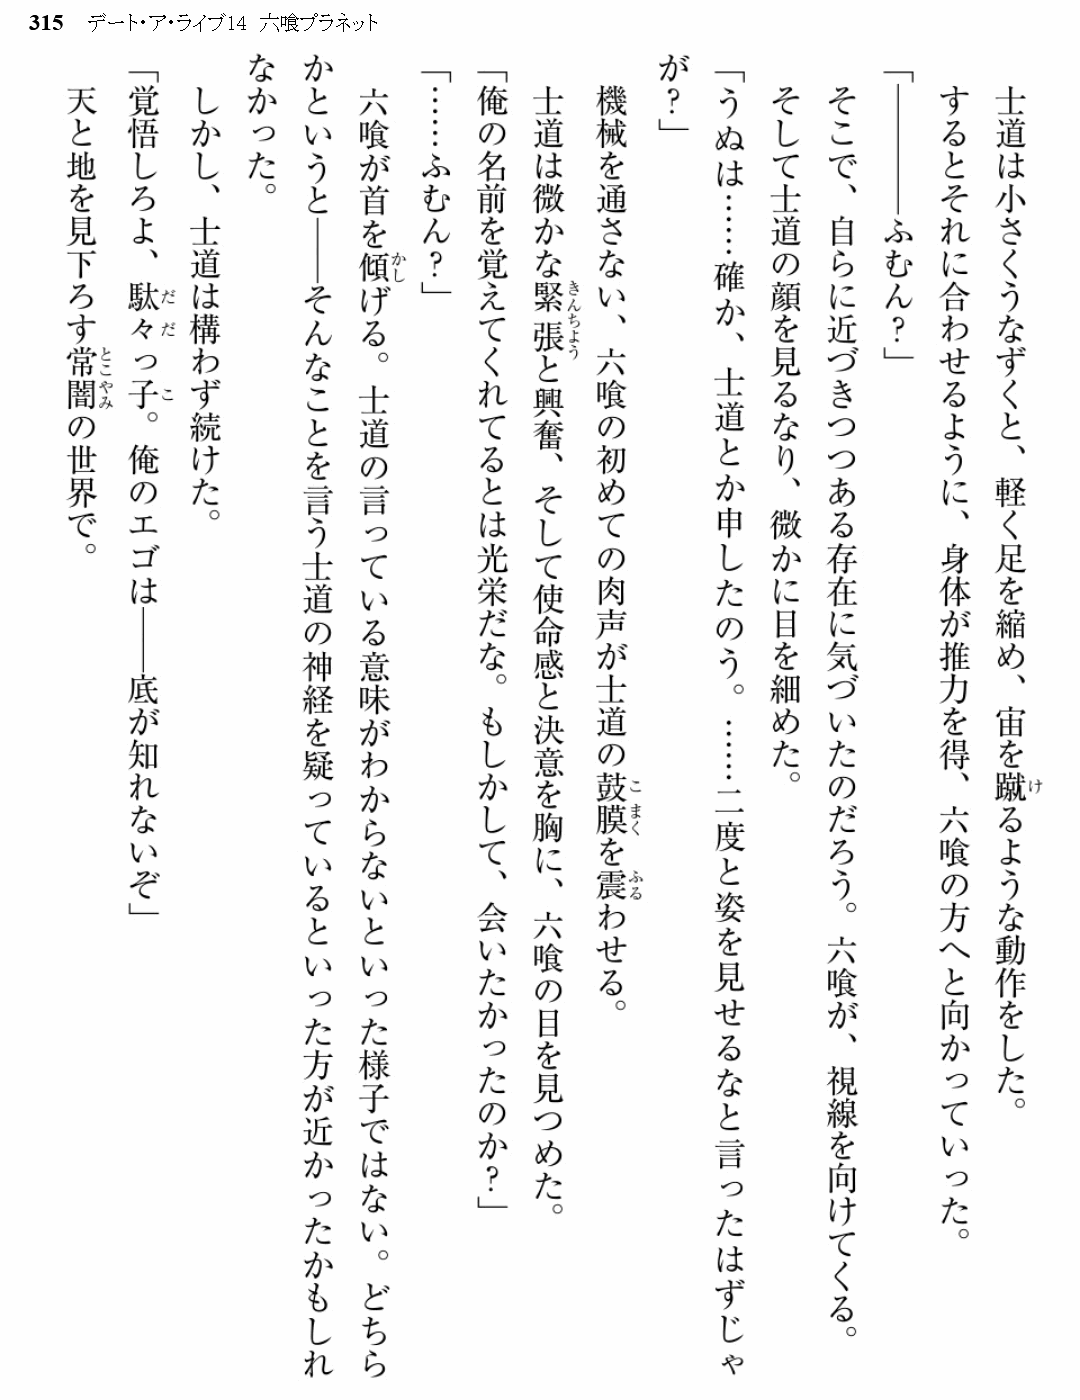 315 デート・ア・ライブ14 六喰プラネット
士道は小さくうなずくと、軽く足を縮め、宙を蹴るような動作をした。
するとそれに合わせるように、身体が推力を得、六喰の方へと向かっていった。
「――――ふむん?」
そこで、自らに近づきつつある存在に気づいたのだろう。六喰が、視線を向けてくる。
そして士道の顔を見るなり、微かに目を細めた。
「うぬは……確か、士道とか申したのう。……二度と姿を見せるなと言ったはずじゃ
が?」
機械を通さない、六喰の初めての肉声が士道の鼓膜を震わせる。
士道は微かな緊張と興奮、そして使命感と決意を胸に、六喰の目を見つめた。
「俺の名前を覚えてくれてるとは光栄だな。もしかして、会いたかったのか?」
「……ふむん?」
六喰が首を傾げる。士道の言っている意味がわからないといった様子ではない。どちら
かというと――そんなことを言う士道の神経を疑っているといった方が近かったかもしれ
なかった。
しかし、士道は構わず続けた。
「覚悟しろよ、駄々っ子。俺のエゴは――底が知れないぞ」
天と地を見下ろす常闇の世界で。